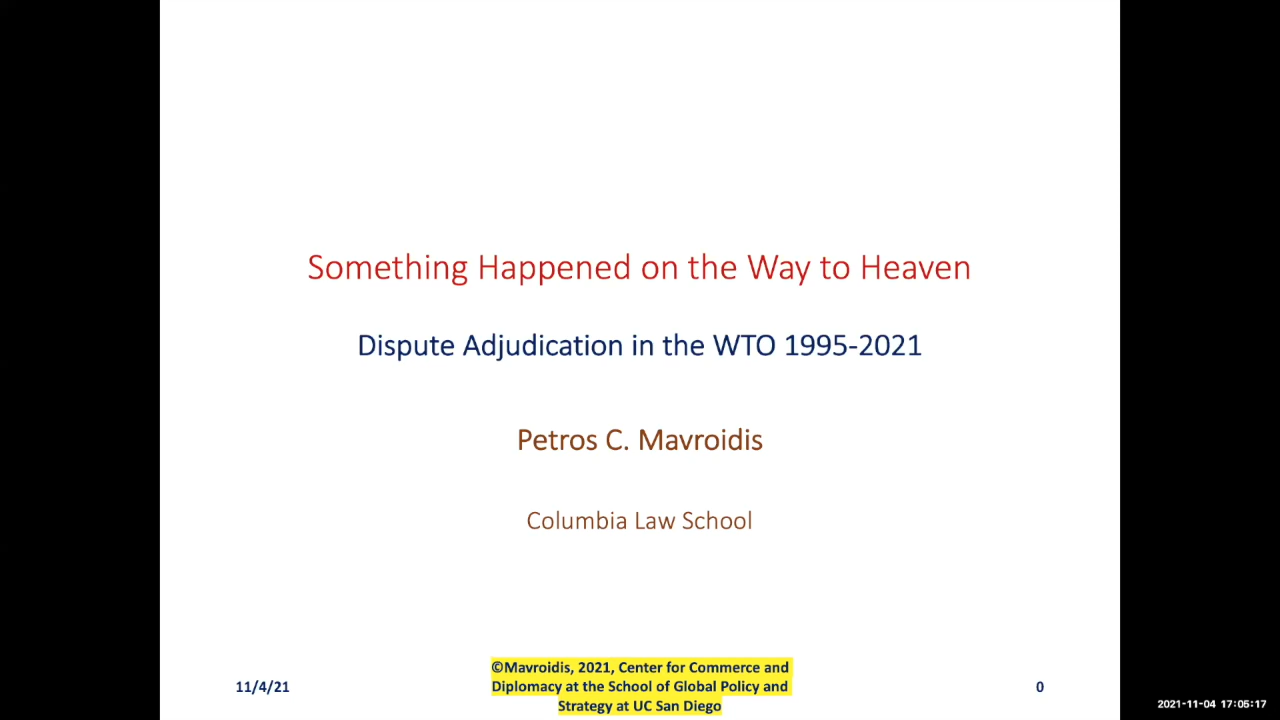 Something Happened on the Way to Heaven
Dispute Adjudication in the WTO 1995-2021
Petros C. Mavroidis
Columbia Law School
11/4/21
©Mavroidis, 2021, Center for Commerce and
Diplomacy at the School of Global Policy and
Strategy at UC San Diego
0
2021-11-04 17:05:17